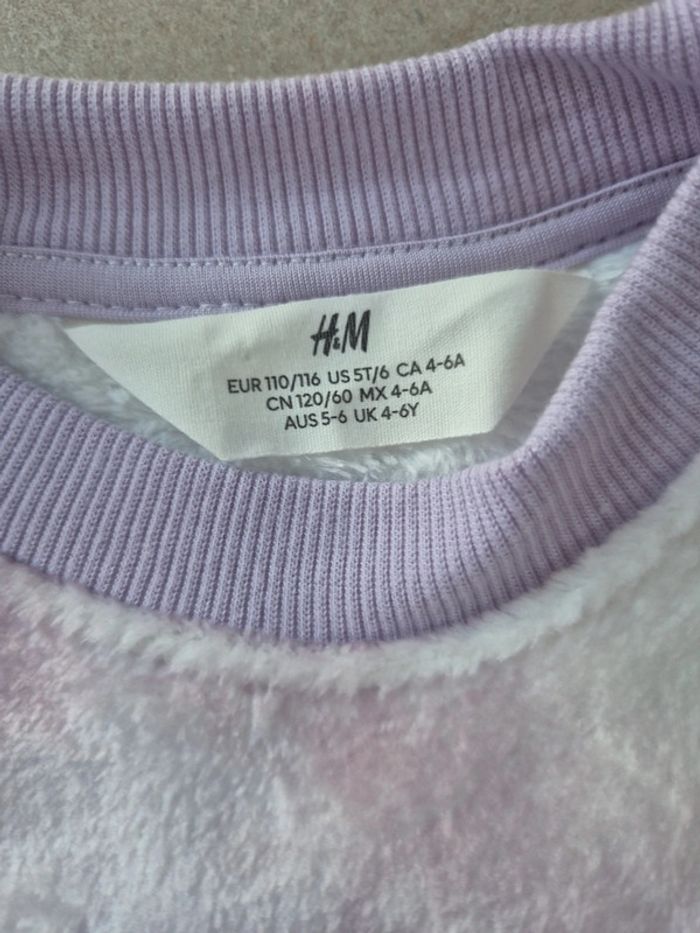 H&M
EUR 110/116 US 5T/6 CA 4-6A
CN 120/60 MX 4-6A
AUS 5-6 UK 4-6Y